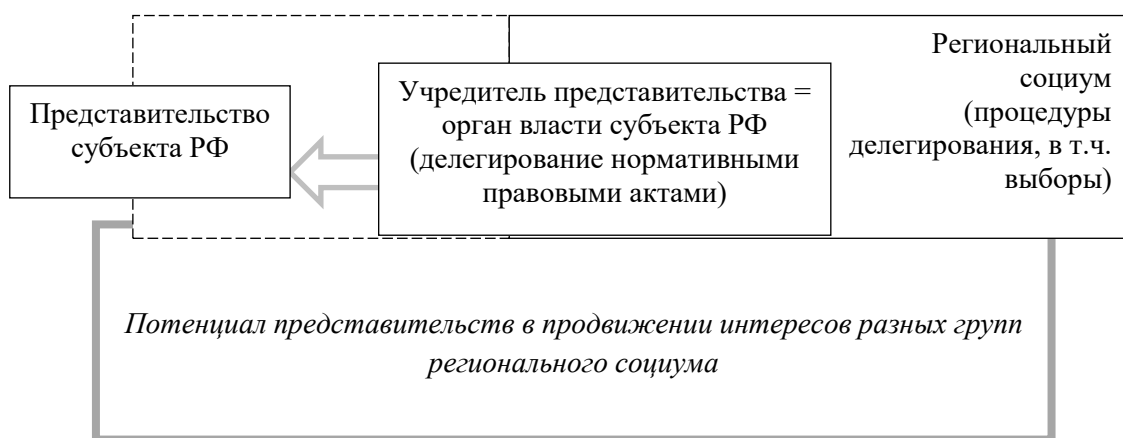 Представительство
субъекта РФ
Учредитель представительства =
орган власти субъекта РФ
(делегирование нормативными
правовыми актами)
Региональный
социум
(процедуры
делегирования, в т.ч.
выборы)
Потенциал представительств в продвижении интересов разных групп
регионального социума